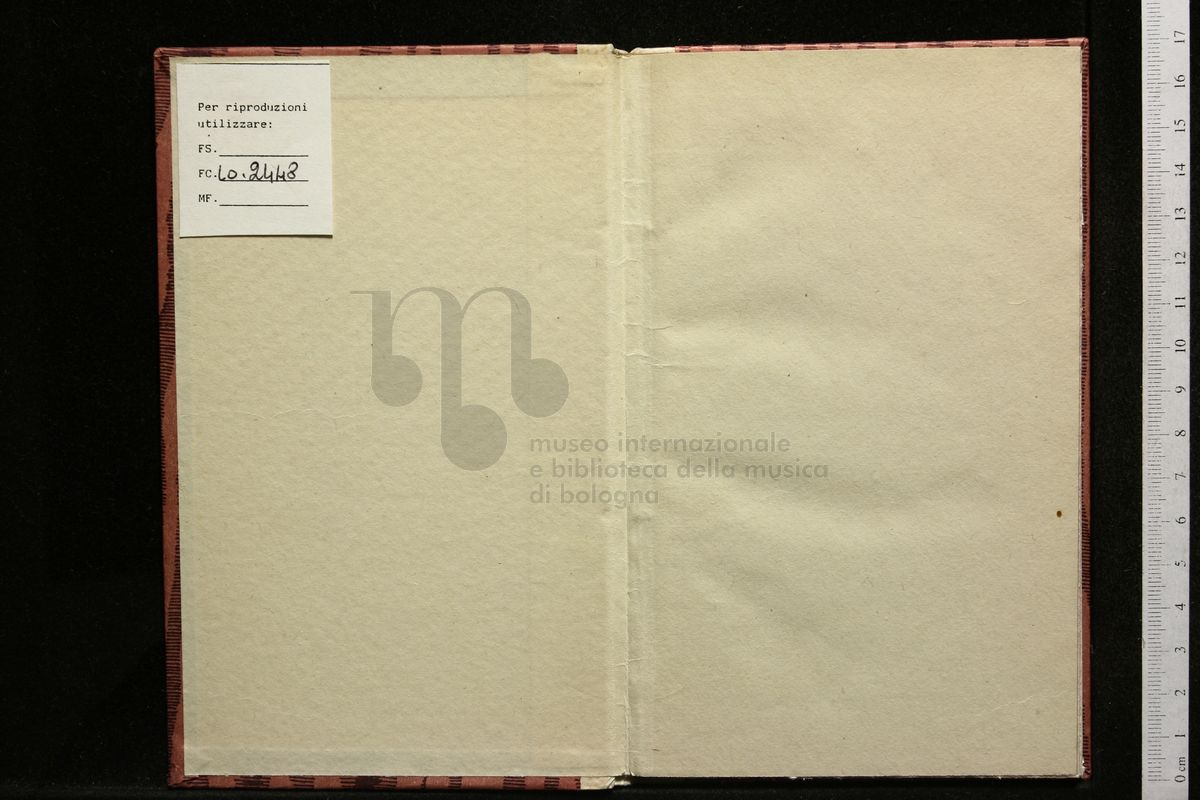 Per riproduzioni
utilizzare:
FS.
FC. Lo.2448
MF.
museo internazionale
e biblioteca della musica
di bologna
0 cm 1 2 3 4 5 6 7 8 9 10 11 12 13 14 15 16 17